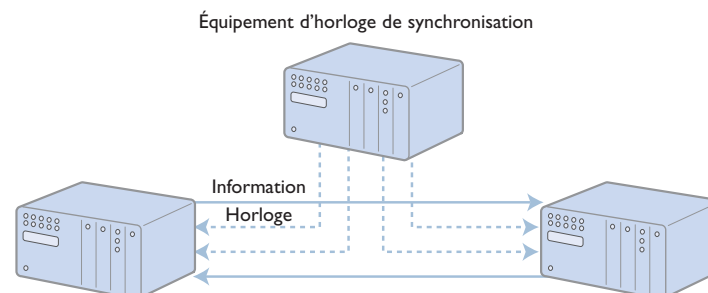 Équipement d’horloge de synchronisation
Information
Horloge